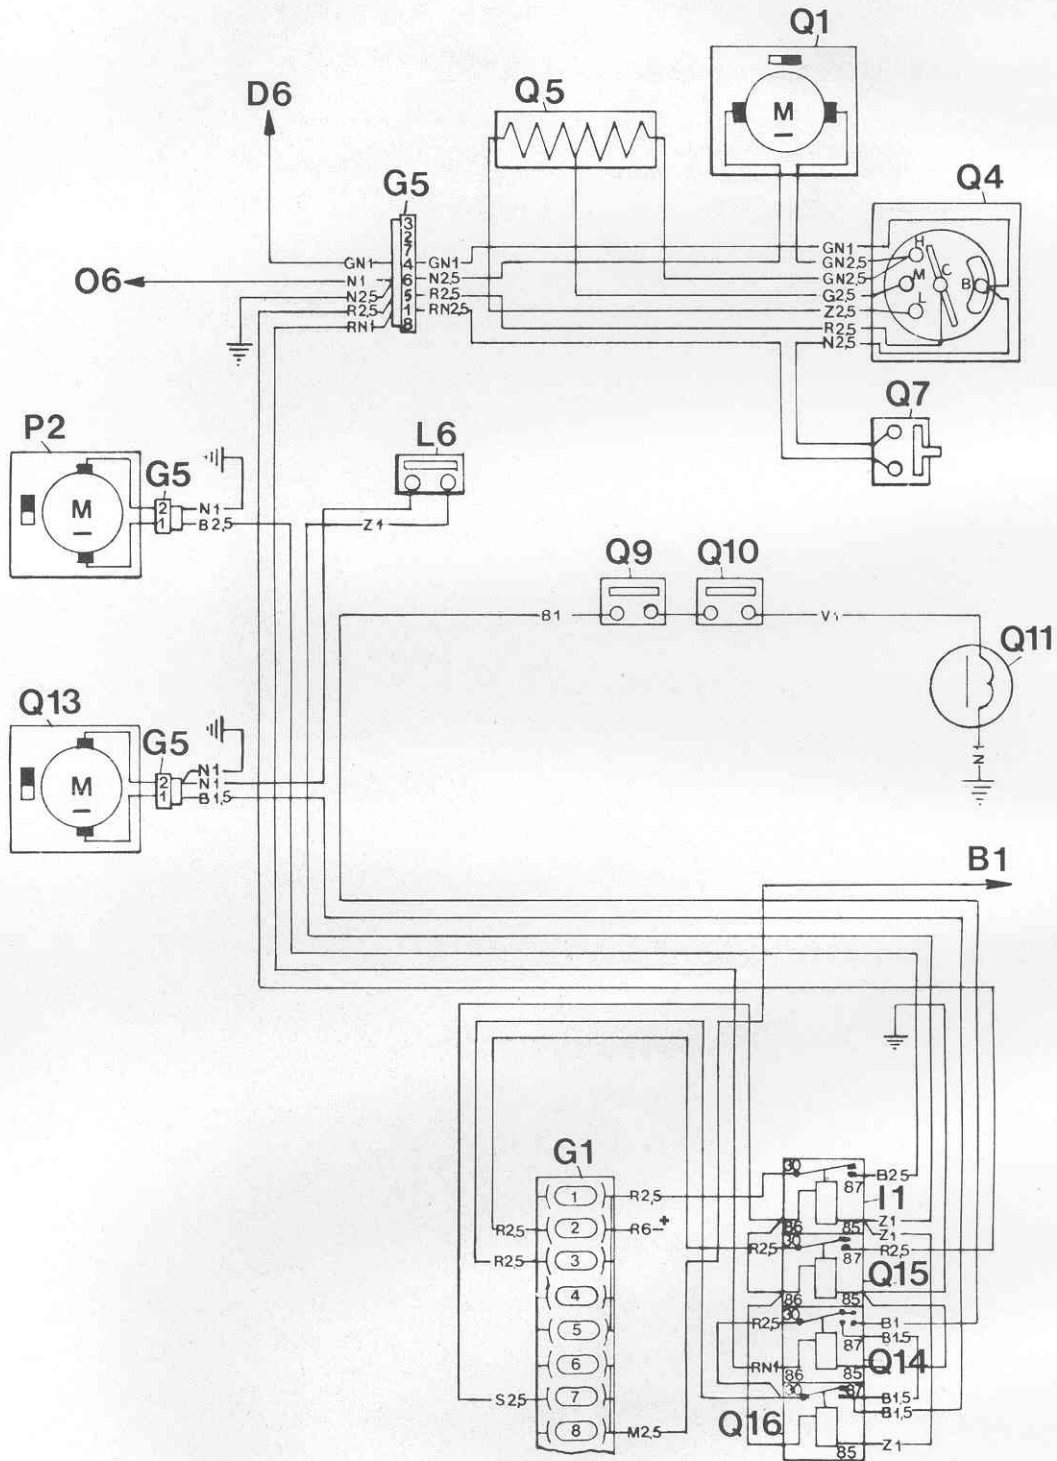 Q1
D6
Q5
M
G5
Q4
3
2
7
GN1 4 GN1
O6 N1 6 N2,5
N2,5 5 R2,5
R2,5 1 RN2,5
RN1 8
GN1
GN2,5
GN2,5
G2,5
Z2,5
R2,5
N2,5
H
M C B
L
Q7
P2
G5
L6
M
2 N1
1 B2,5
Z1
Q9 Q10
B1 V1
Q11
N1
Q13
G5
M
N1
2 N1
1 B1,5
B1
G1
1 R2,5
R2,5 2 R6 +
R2,5 3
4
5
6
S2,5 7
8 M2,5
30 87 B2,5
I1
86 85 Z1
Z1
R2,5 30 87 R2,5
Q15
86 85
R2,5 30 B1
87 B1,5
Q14
RN1 86 85
30 87 B1,5
B1,5
Q16
85 Z1